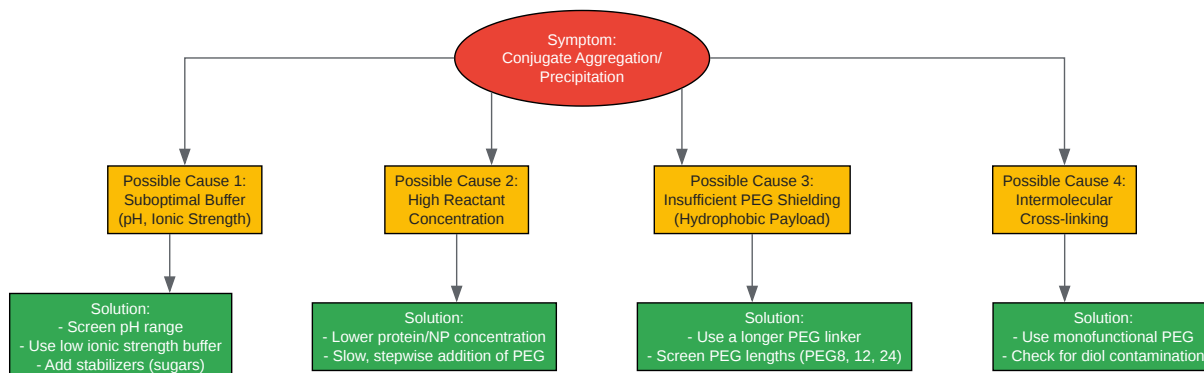 Symptom:
Conjugate Aggregation/
Precipitation
Possible Cause 1:
Suboptimal Buffer
(pH, Ionic Strength)
Possible Cause 2:
High Reactant
Concentration
Possible Cause 3:
Insufficient PEG Shielding
(Hydrophobic Payload)
Possible Cause 4:
Intermolecular
Cross-linking
Solution:
- Screen pH range
- Use low ionic strength buffer
- Add stabilizers (sugars)
Solution:
- Lower protein/NP concentration
- Slow, stepwise addition of PEG
Solution:
- Use a longer PEG linker
- Screen PEG lengths (PEG8, 12, 24)
Solution:
- Use monofunctional PEG
- Check for diol contamination